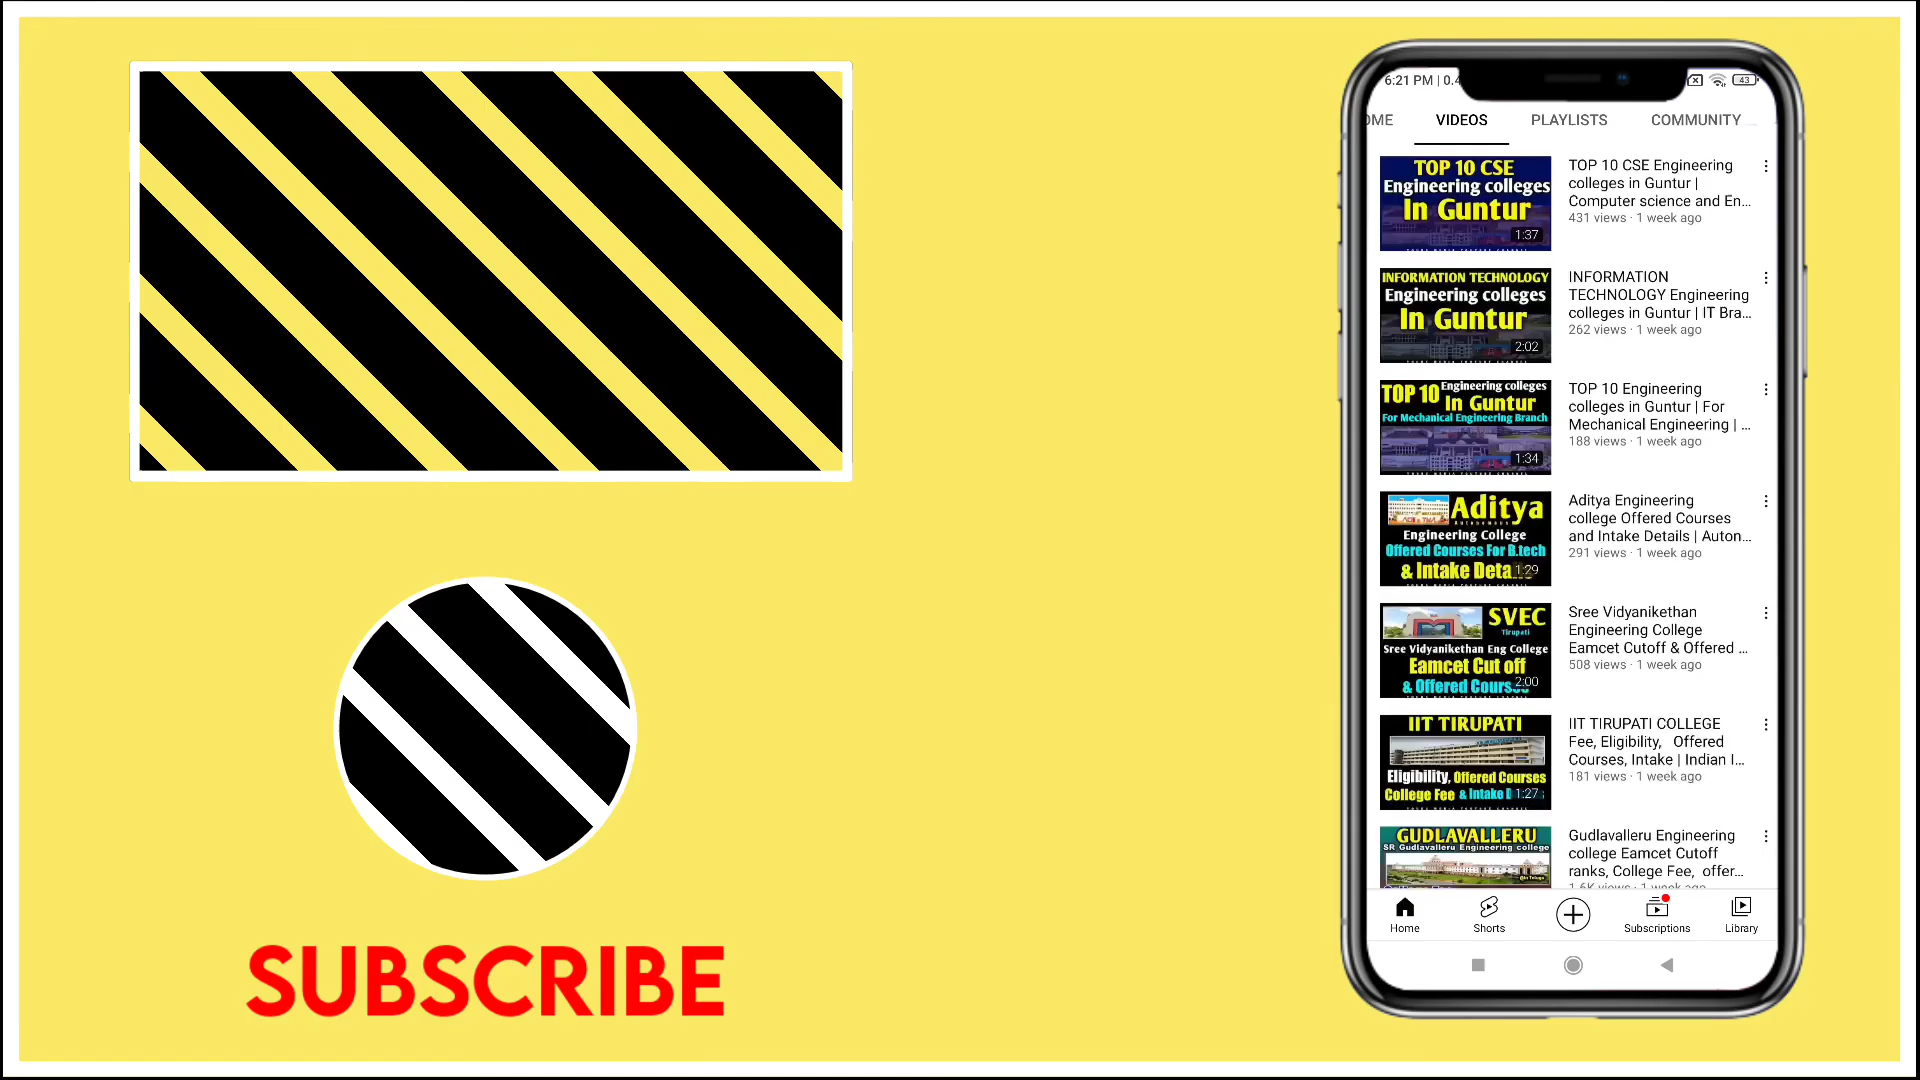 SUBSCRIBE
6:21 PM | 0.4
43
OME
VIDEOS
PLAYLISTS
COMMUNITY
TOP 10 CSE
Engineering colleges
In Guntur
1:37
TOP 10 CSE Engineering
colleges in Guntur |
Computer science and En...
431 views · 1 week ago
INFORMATION TECHNOLOGY
Engineering colleges
In Guntur
2:02
INFORMATION
TECHNOLOGY Engineering
colleges in Guntur | IT Bra...
262 views · 1 week ago
TOP 10 Engineering colleges
In Guntur
For Mechanical Engineering Branch
1:34
TOP 10 Engineering
colleges in Guntur | For
Mechanical Engineering | ...
188 views · 1 week ago
Aditya
Autonomous
Engineering College
Offered Courses For B.tech
& Intake Deta
1:29
Aditya Engineering
college Offered Courses
and Intake Details | Auton...
291 views · 1 week ago
SVEC
Tirupati
Sree Vidyanikethan Eng College
Eamcet Cut off
& Offered Cours
2:00
Sree Vidyanikethan
Engineering College
Eamcet Cutoff & Offered ...
508 views · 1 week ago
IIT TIRUPATI
Eligibility, Offered Courses
College Fee & Intake D
1:27
IIT TIRUPATI COLLEGE
Fee, Eligibility, Offered
Courses, Intake | Indian I...
181 views · 1 week ago
GUDLAVALLERU
SR Gudlavalleru Engineering college
Gudlavalleru Engineering
college Eamcet Cutoff
ranks, College Fee, offer...
1.6K views · 1 week ago
Home
Shorts
Subscriptions
Library